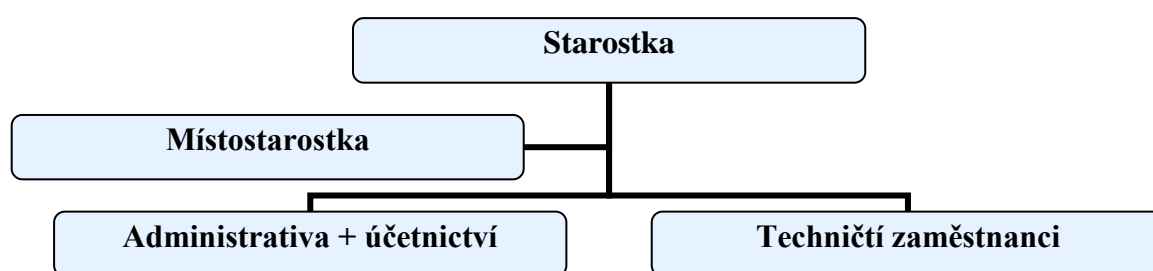 Starostka
Místostarostka
Administrativa + účetnictví
Techničtí zaměstnanci